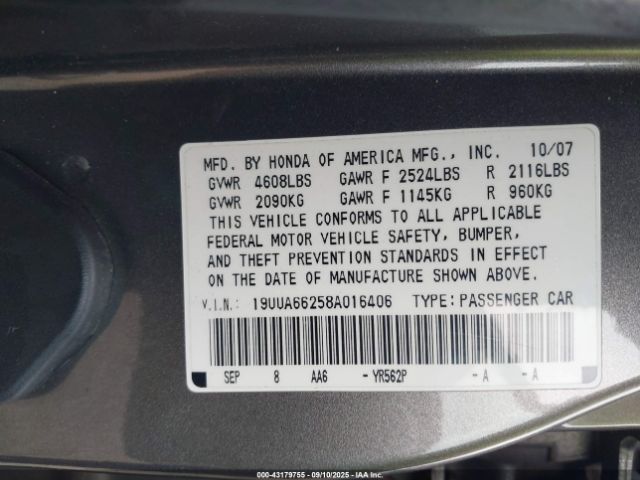 MFD. BY HONDA OF AMERICA MFG., INC. 10/07
GVWR 4608LBS GAWR F 2524LBS R 2116LBS
GVWR 2090KG GAWR F 1145KG R 960KG
THIS VEHICLE CONFORMS TO ALL APPLICABLE
FEDERAL MOTOR VEHICLE SAFETY, BUMPER,
AND THEFT PREVENTION STANDARDS IN EFFECT
ON THE DATE OF MANUFACTURE SHOWN ABOVE.
V.I.N.: 19UUA66258A016406 TYPE:PASSENGER CAR
SEP 8 AA6 -YR562P -A -A
© 43179755 - 09/10/2025 - IAA Inc.